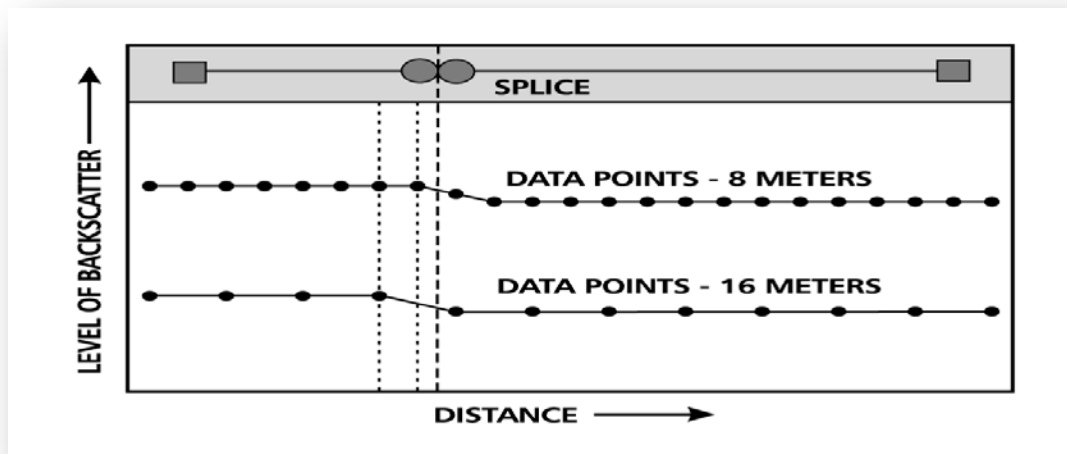 SPLICE
LEVEL OF BACKSCATTER
DATA POINTS - 8 METERS
DATA POINTS - 16 METERS
DISTANCE